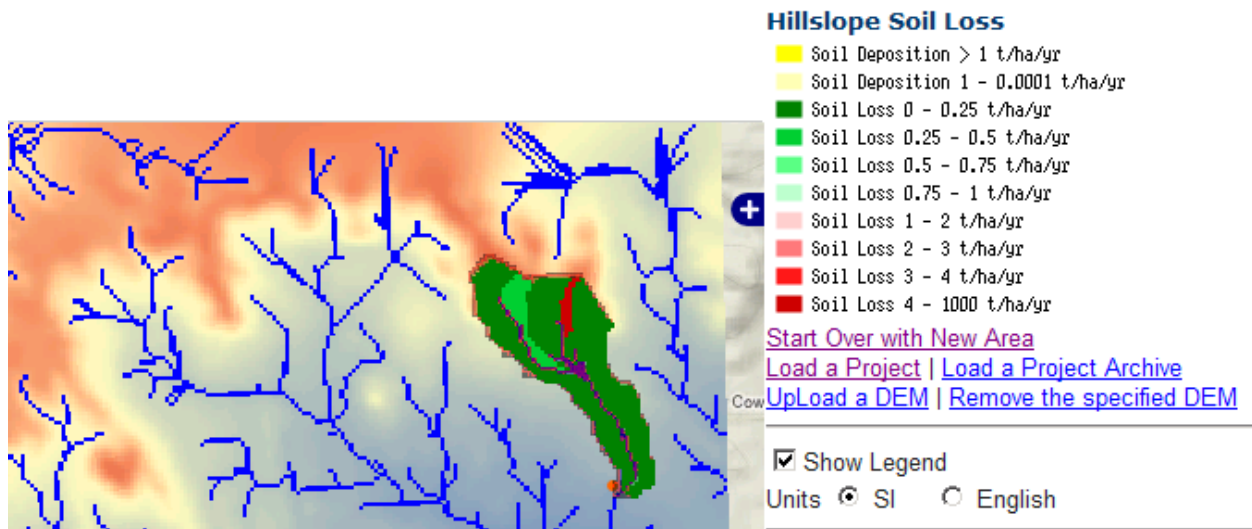 Hillslope Soil Loss
Soil Deposition > 1 t/ha/yr
Soil Deposition 1 - 0.0001 t/ha/yr
Soil Loss 0 - 0.25 t/ha/yr
Soil Loss 0.25 - 0.5 t/ha/yr
Soil Loss 0.5 - 0.75 t/ha/yr
Soil Loss 0.75 - 1 t/ha/yr
Soil Loss 1 - 2 t/ha/yr
Soil Loss 2 - 3 t/ha/yr
Soil Loss 3 - 4 t/ha/yr
Soil Loss 4 - 1000 t/ha/yr
Start Over with New Area
Load a Project | Load a Project Archive
Cow
UpLoad a DEM | Remove the specified DEM
Show Legend
Units SI English